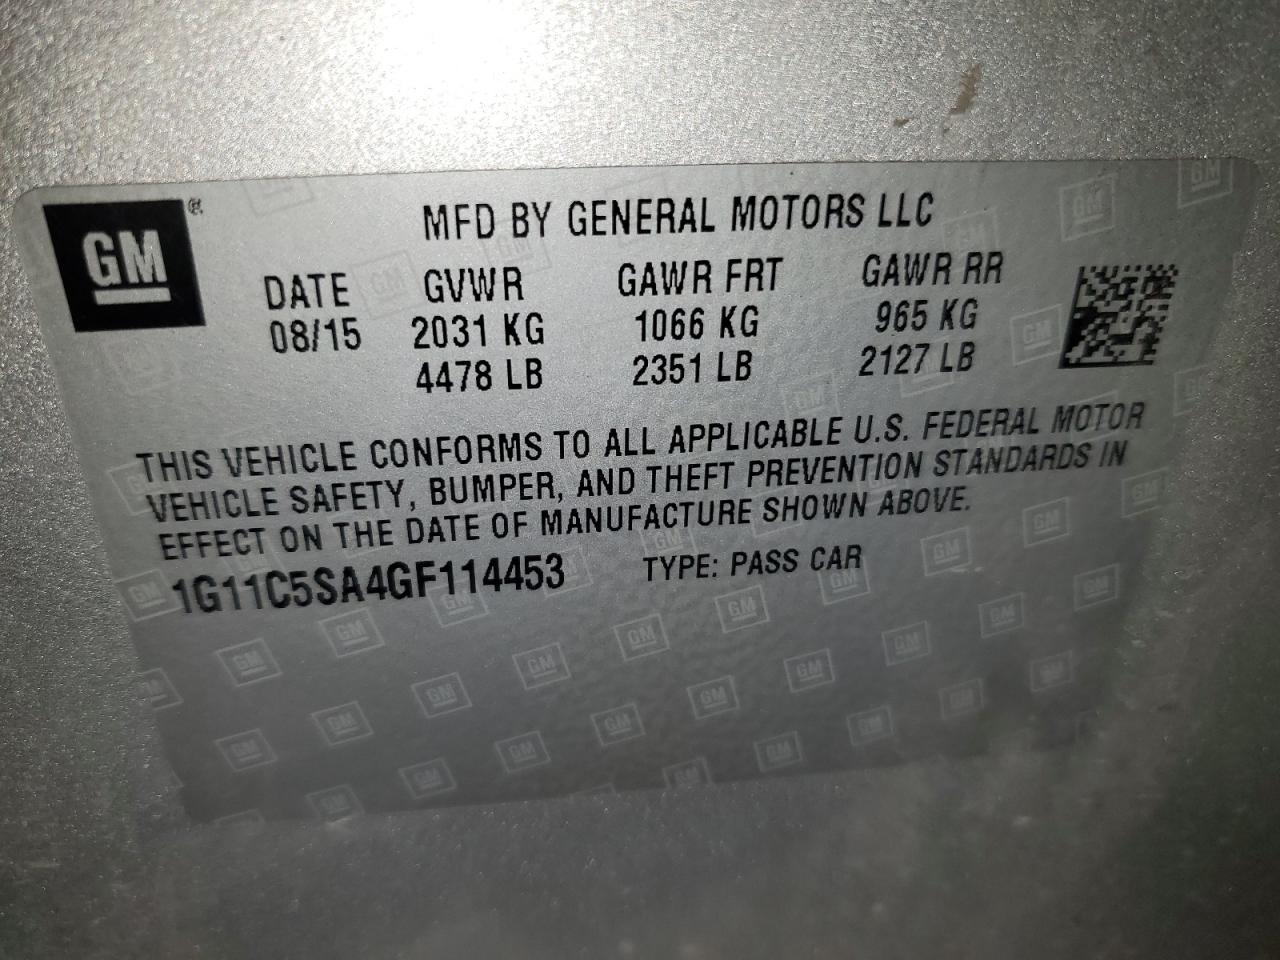 GM ®
MFD BY GENERAL MOTORS LLC
DATE GVWR GAWR FRT GAWR RR
08/15 2031 KG 1066 KG 965 KG
4478 LB 2351 LB 2127 LB
THIS VEHICLE CONFORMS TO ALL APPLICABLE U.S. FEDERAL MOTOR
VEHICLE SAFETY, BUMPER, AND THEFT PREVENTION STANDARDS IN
EFFECT ON THE DATE OF MANUFACTURE SHOWN ABOVE.
1G11C5SA4GF114453 TYPE: PASS CAR